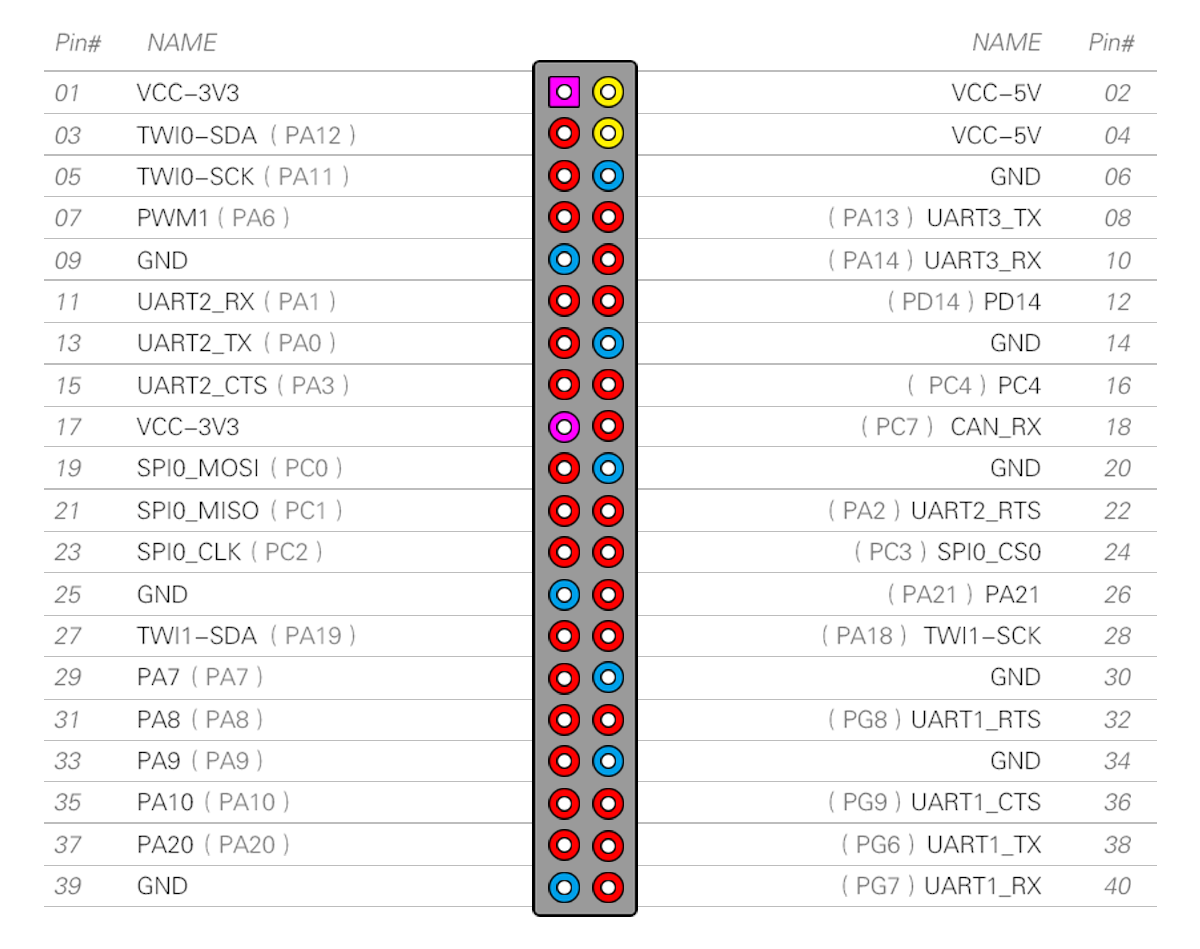 Pin# NAME NAME Pin#
01 VCC-3V3 VCC-5V 02
03 TWI0-SDA ( PA12 ) VCC-5V 04
05 TWI0-SCK ( PA11 ) GND 06
07 PWM1 ( PA6 ) ( PA13 ) UART3_TX 08
09 GND ( PA14 ) UART3_RX 10
11 UART2_RX ( PA1 ) ( PD14 ) PD14 12
13 UART2_TX ( PA0 ) GND 14
15 UART2_CTS ( PA3 ) ( PC4 ) PC4 16
17 VCC-3V3 ( PC7 ) CAN_RX 18
19 SPI0_MOSI ( PC0 ) GND 20
21 SPI0_MISO ( PC1 ) ( PA2 ) UART2_RTS 22
23 SPI0_CLK ( PC2 ) ( PC3 ) SPI0_CS0 24
25 GND ( PA21 ) PA21 26
27 TWI1-SDA ( PA19 ) ( PA18 ) TWI1-SCK 28
29 PA7 ( PA7 ) GND 30
31 PA8 ( PA8 ) ( PG8 ) UART1_RTS 32
33 PA9 ( PA9 ) GND 34
35 PA10 ( PA10 ) ( PG9 ) UART1_CTS 36
37 PA20 ( PA20 ) ( PG6 ) UART1_TX 38
39 GND ( PG7 ) UART1_RX 40